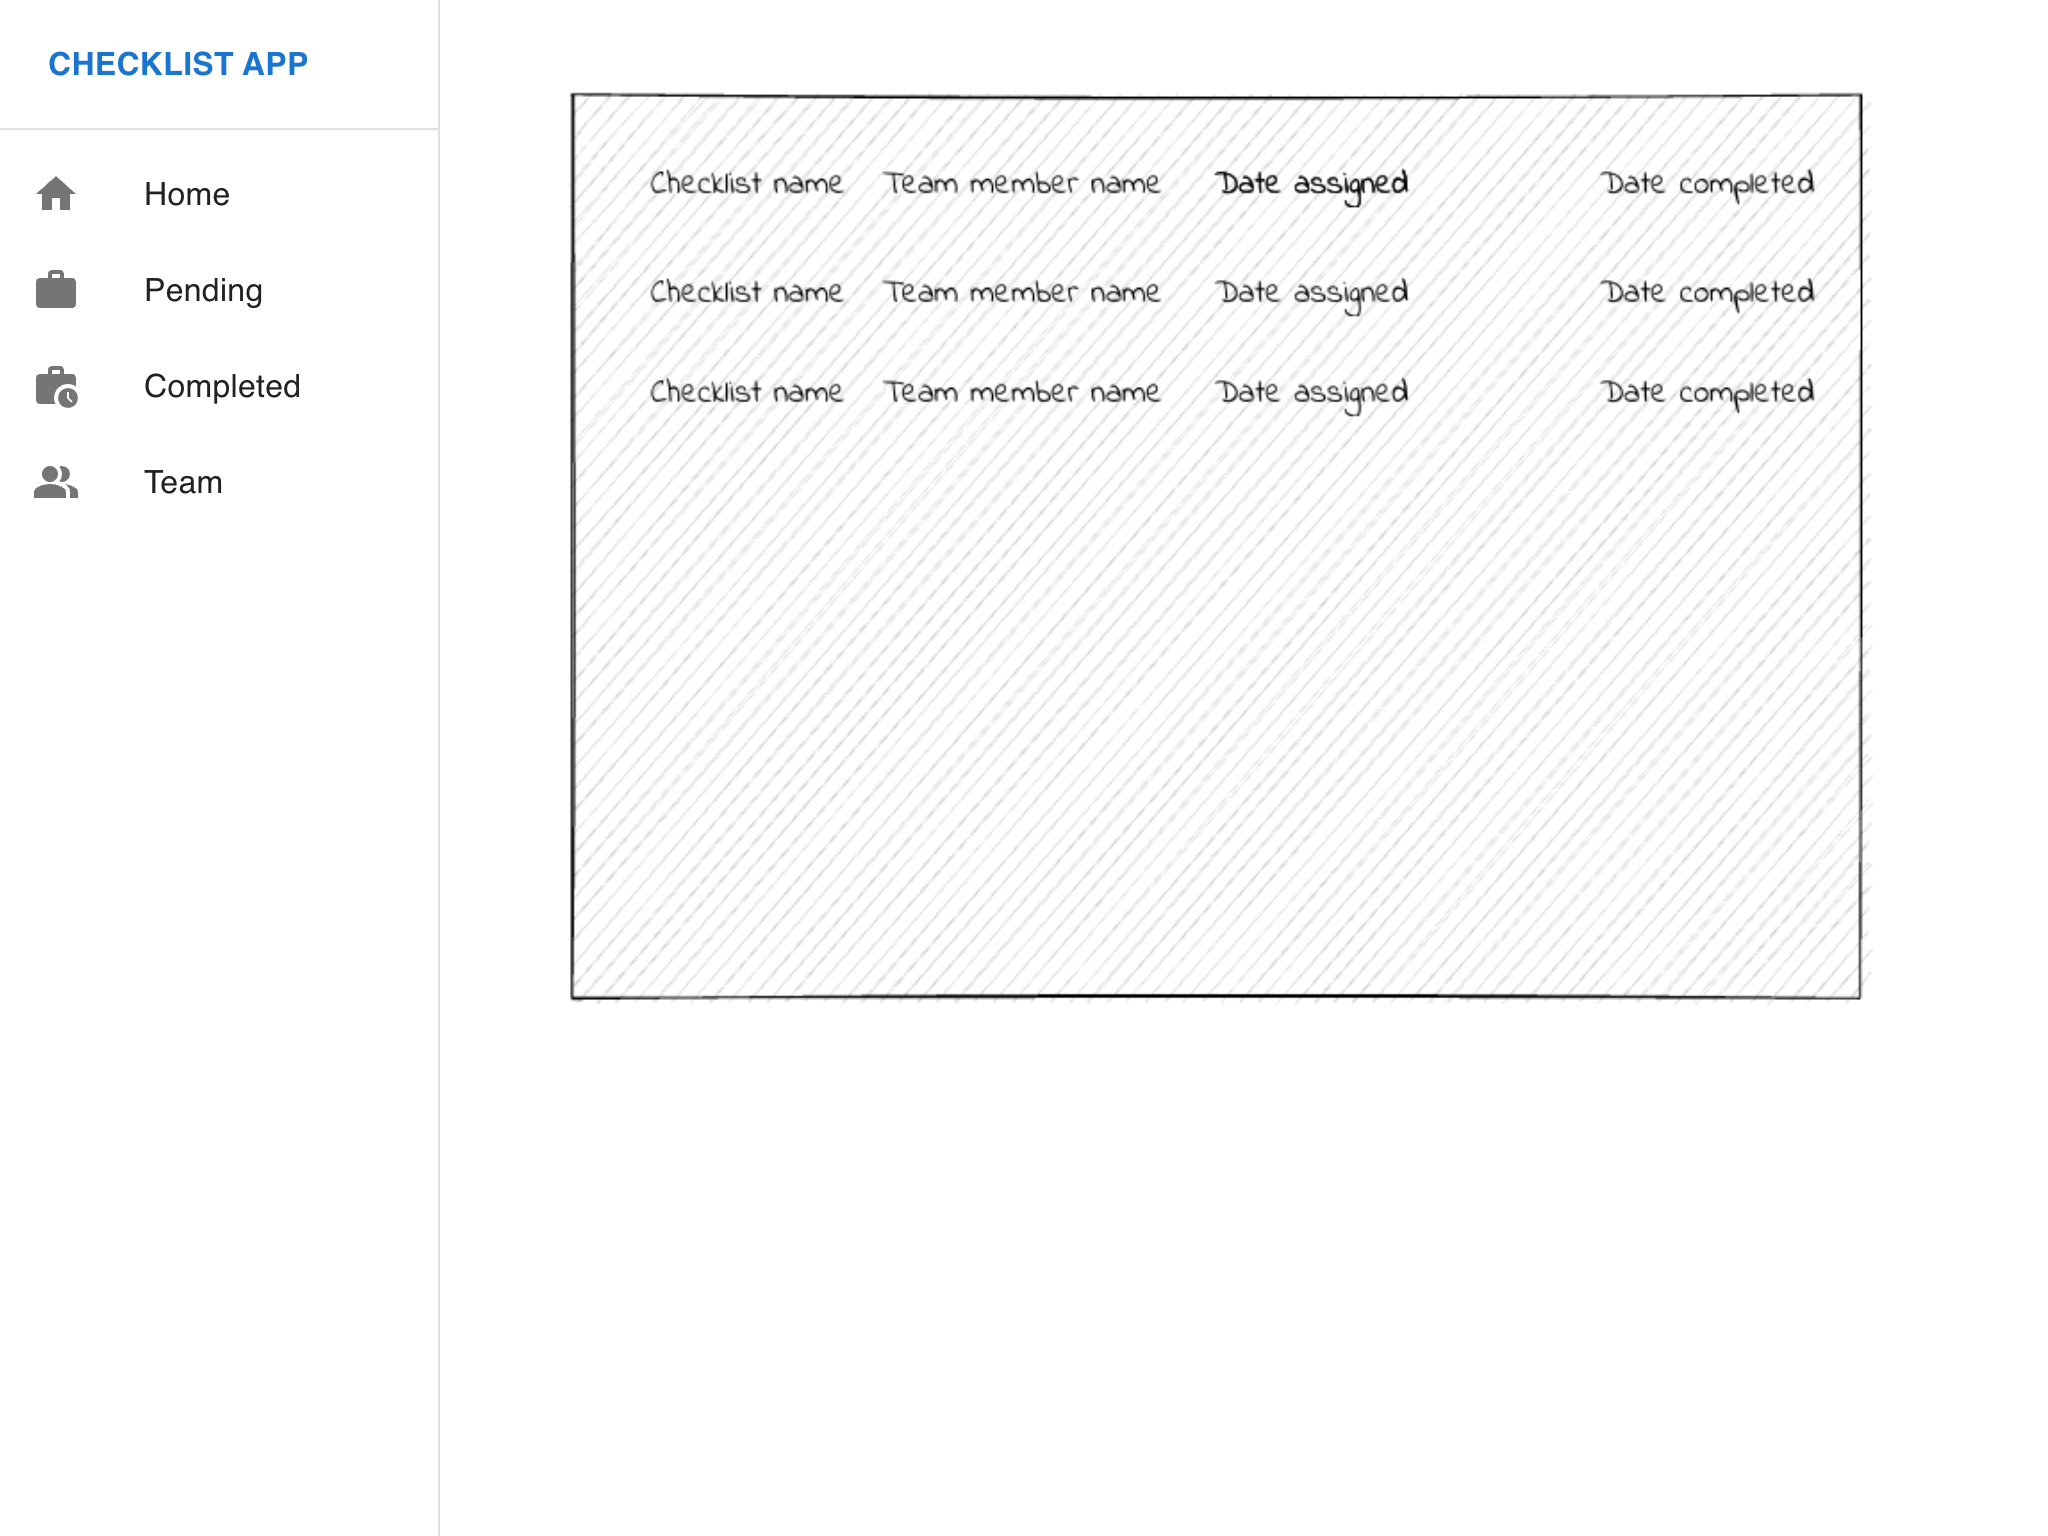 CHECKLIST APP
Home
Pending
Completed
Team
Checklist name Team member name Date assigned Date completed
Checklist name Team member name Date assigned Date completed
Checklist name Team member name Date assigned Date completed